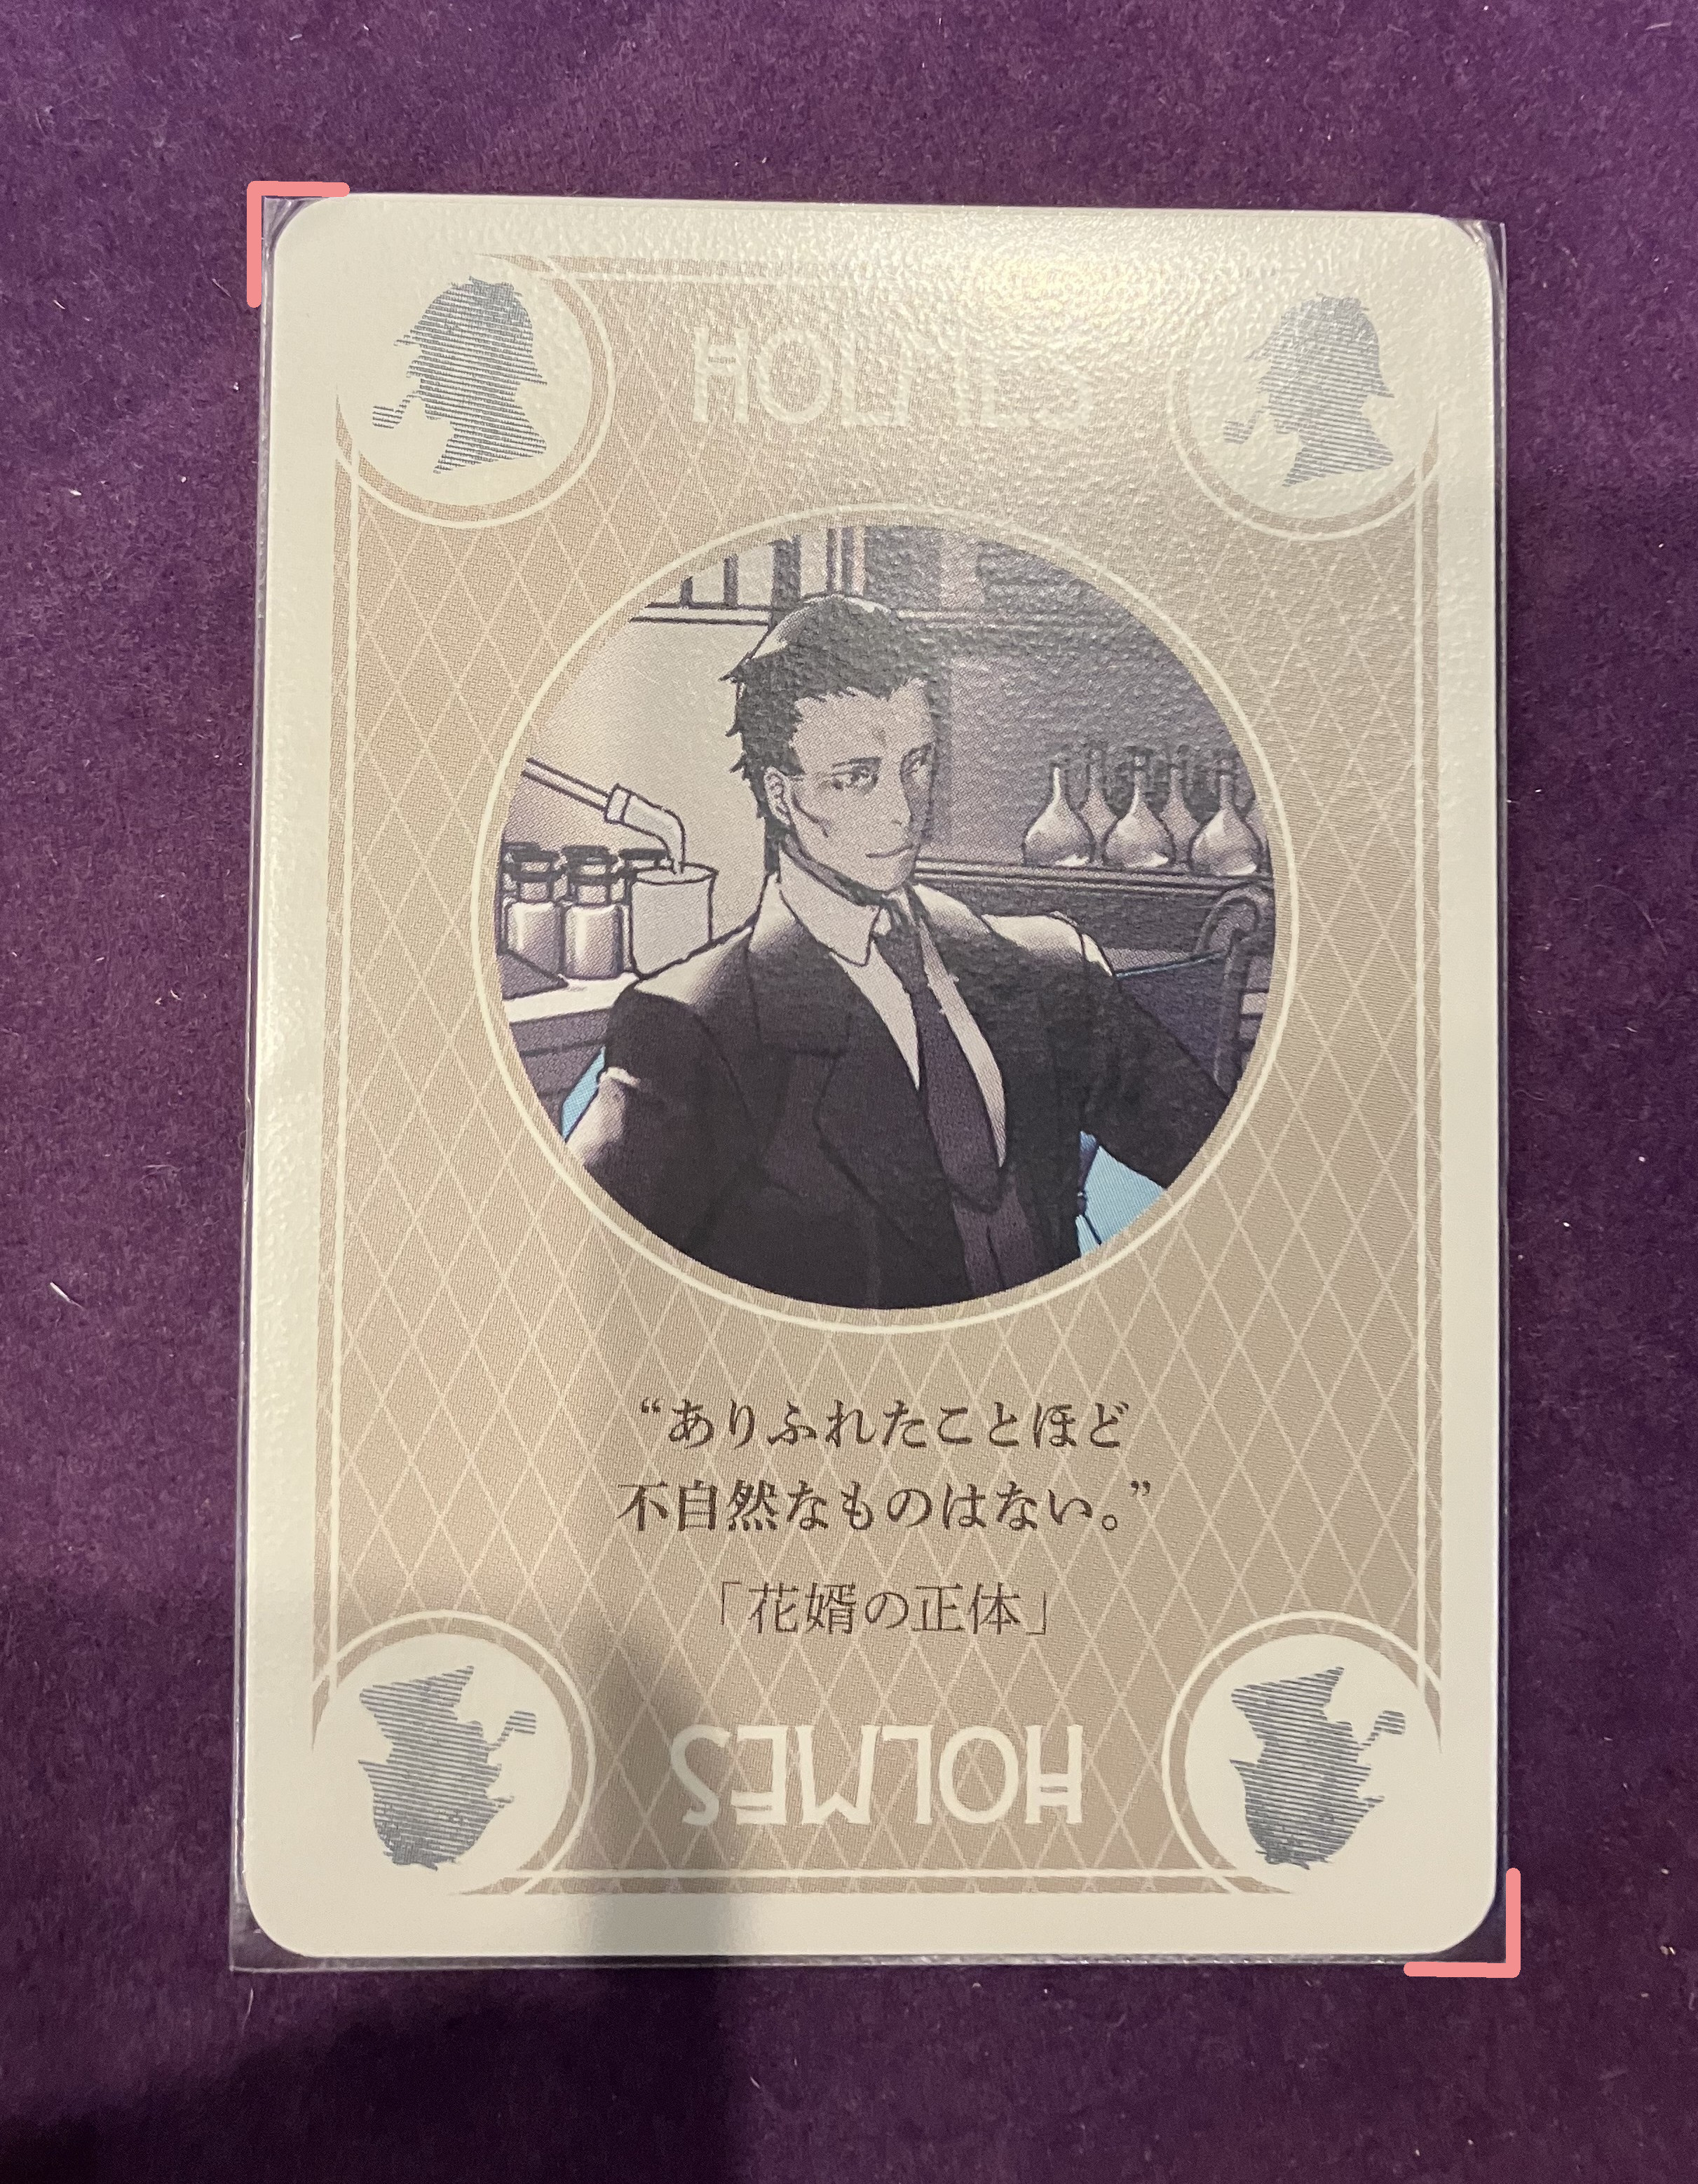 HOLMES
“ありふれたことほど
不自然なものはない。”
「花婿の正体」
HOLMES